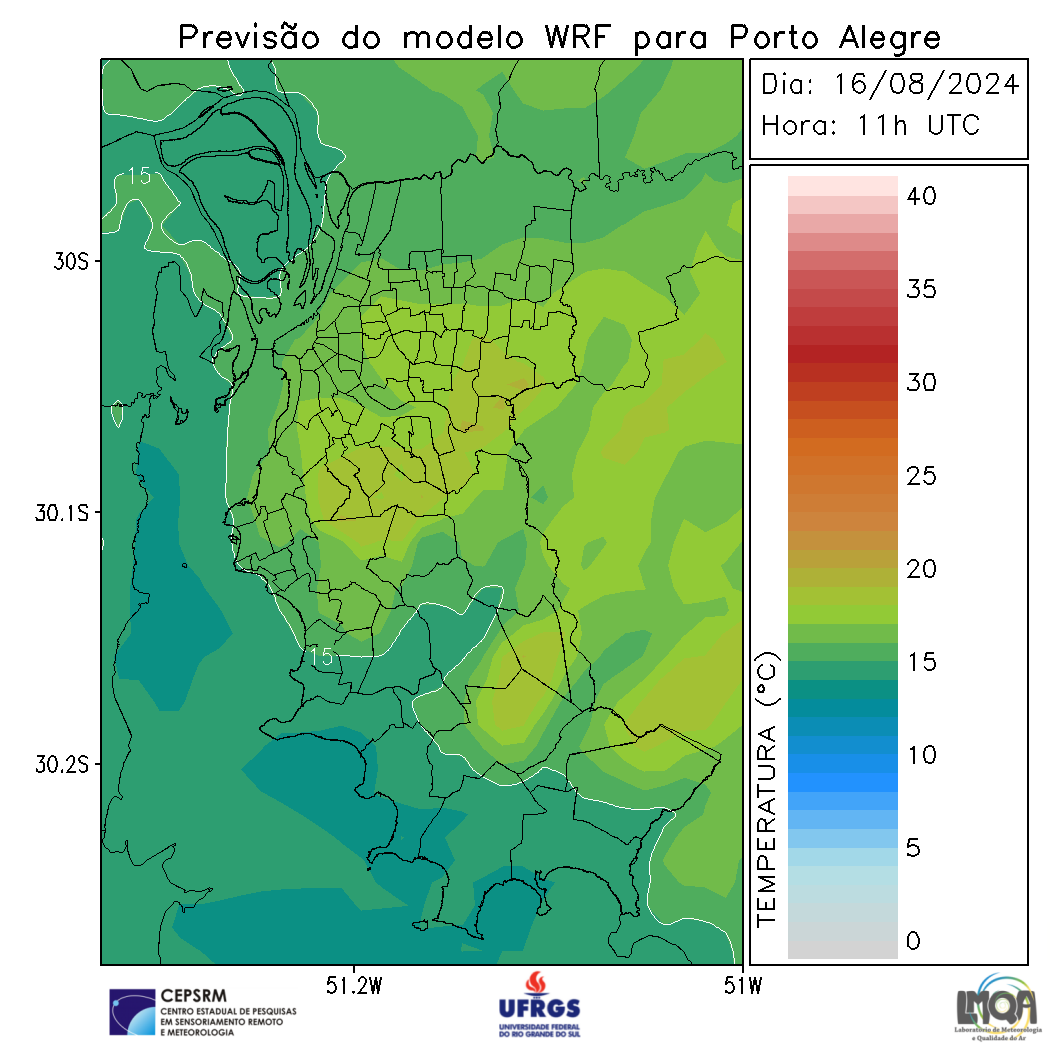 Previsão do modelo WRF para Porto Alegre
Dia: 16/08/2024
Hora: 11h UTC
15
30S
30.1S
15
30.2S
51.2W
51W
40
35
30
25
20
15
10
5
0
TEMPERATURA (°C)
CEPSRM
CENTRO ESTADUAL DE PESQUISAS
EM SENSORIAMENTO REMOTO
E METEOROLOGIA
UFRGS
UNIVERSIDADE FEDERAL
DO RIO GRANDE DO SUL
LMQA
Laboratório de Meteorologia
e Qualidade do Ar